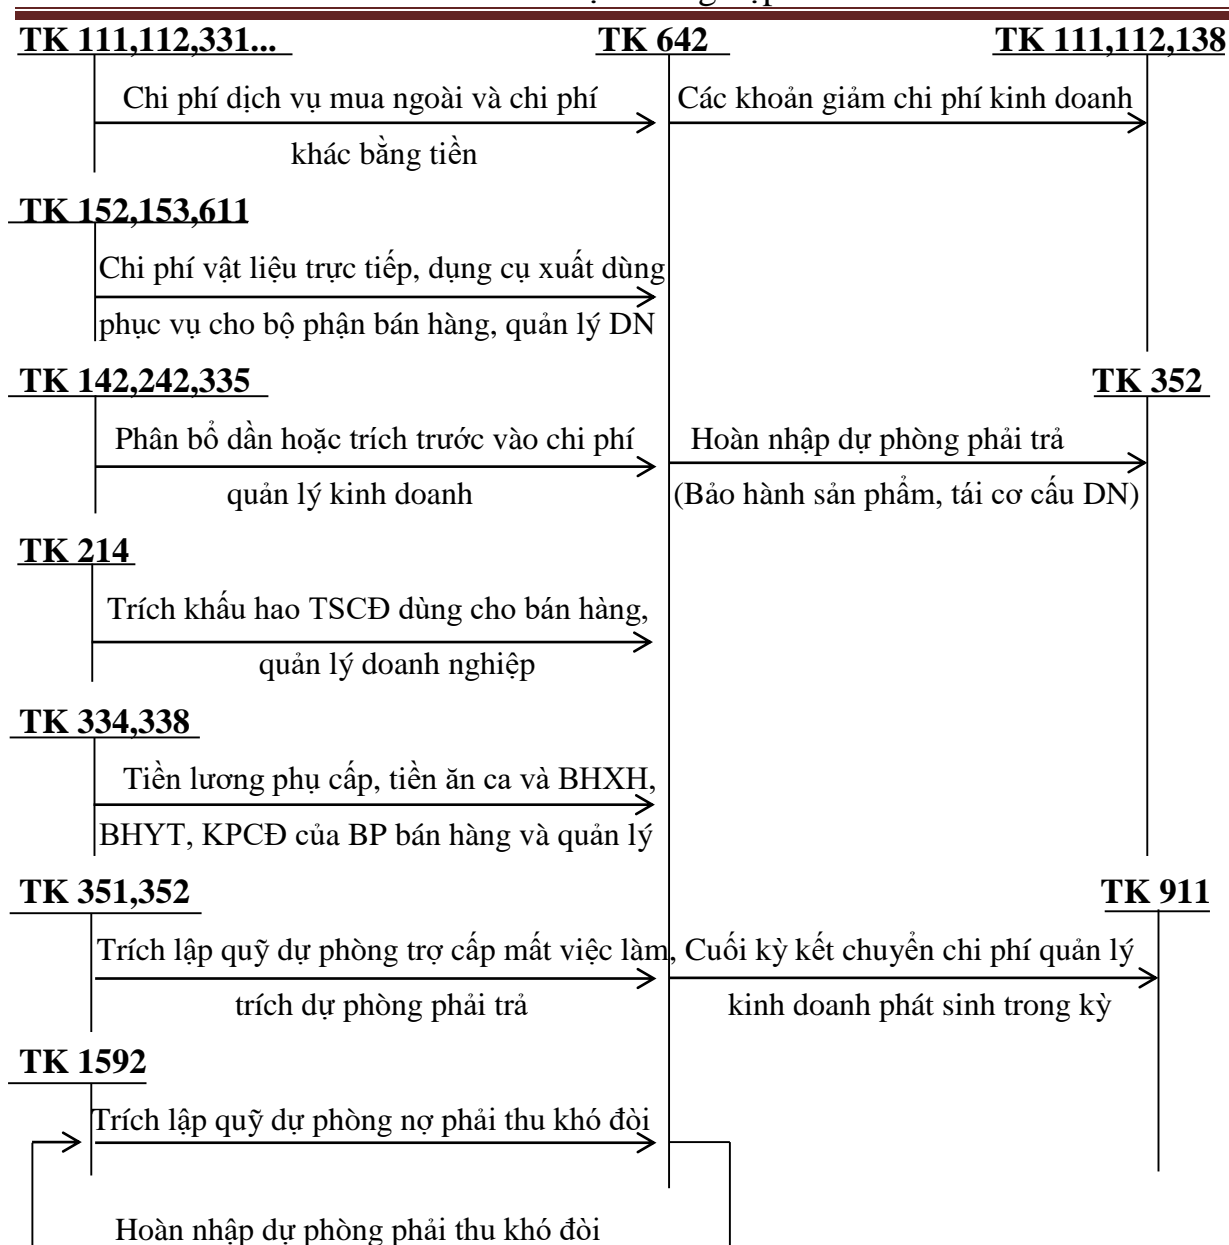 TK 111,112,331...
TK 642
TK 111,112,138
Chi phí dịch vụ mua ngoài và chi phí
khác bằng tiền
Các khoản giảm chi phí kinh doanh
TK 152,153,611
Chi phí vật liệu trực tiếp, dụng cụ xuất dùng
phục vụ cho bộ phận bán hàng, quản lý DN
TK 142,242,335
TK 352
Phân bổ dần hoặc trích trước vào chi phí
quản lý kinh doanh
Hoàn nhập dự phòng phải trả
(Bảo hành sản phẩm, tái cơ cấu DN)
TK 214
Trích khấu hao TSCĐ dùng cho bán hàng,
quản lý doanh nghiệp
TK 334,338
Tiền lương phụ cấp, tiền ăn ca và BHXH,
BHYT, KPCĐ của BP bán hàng và quản lý
TK 351,352
TK 911
Trích lập quỹ dự phòng trợ cấp mất việc làm,
trích dự phòng phải trả
Cuối kỳ kết chuyển chi phí quản lý
kinh doanh phát sinh trong kỳ
TK 1592
Trích lập quỹ dự phòng nợ phải thu khó đòi
Hoàn nhập dự phòng phải thu khó đòi